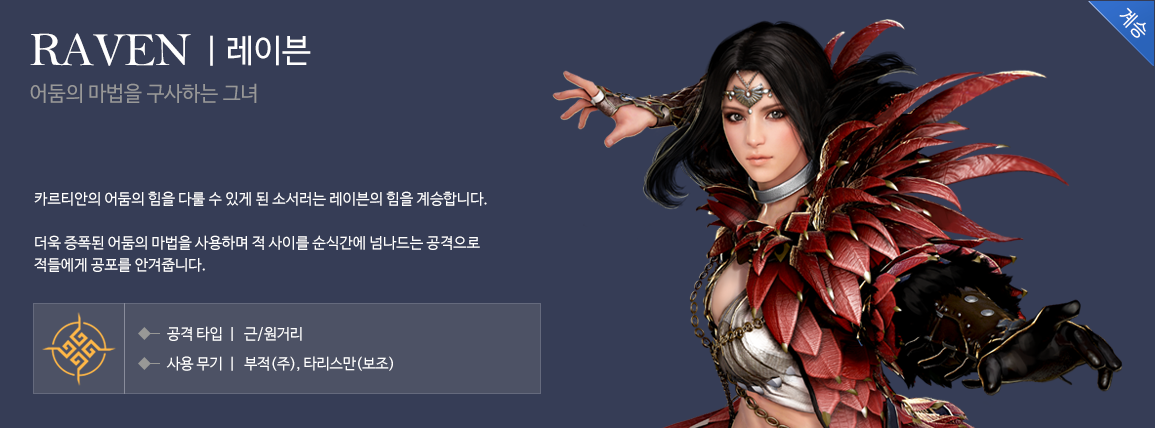 RAVEN | 레이븐
계승
어둠의 마법을 구사하는 그녀
카르티안의 어둠의 힘을 다룰 수 있게 된 소서러는 레이븐의 힘을 계승합니다.
더욱 증폭된 어둠의 마법을 사용하며 적 사이를 순식간에 넘나드는 공격으로
적들에게 공포를 안겨줍니다.
공격 타입 | 근/원거리
사용 무기 | 부적(주), 타리스만(보조)